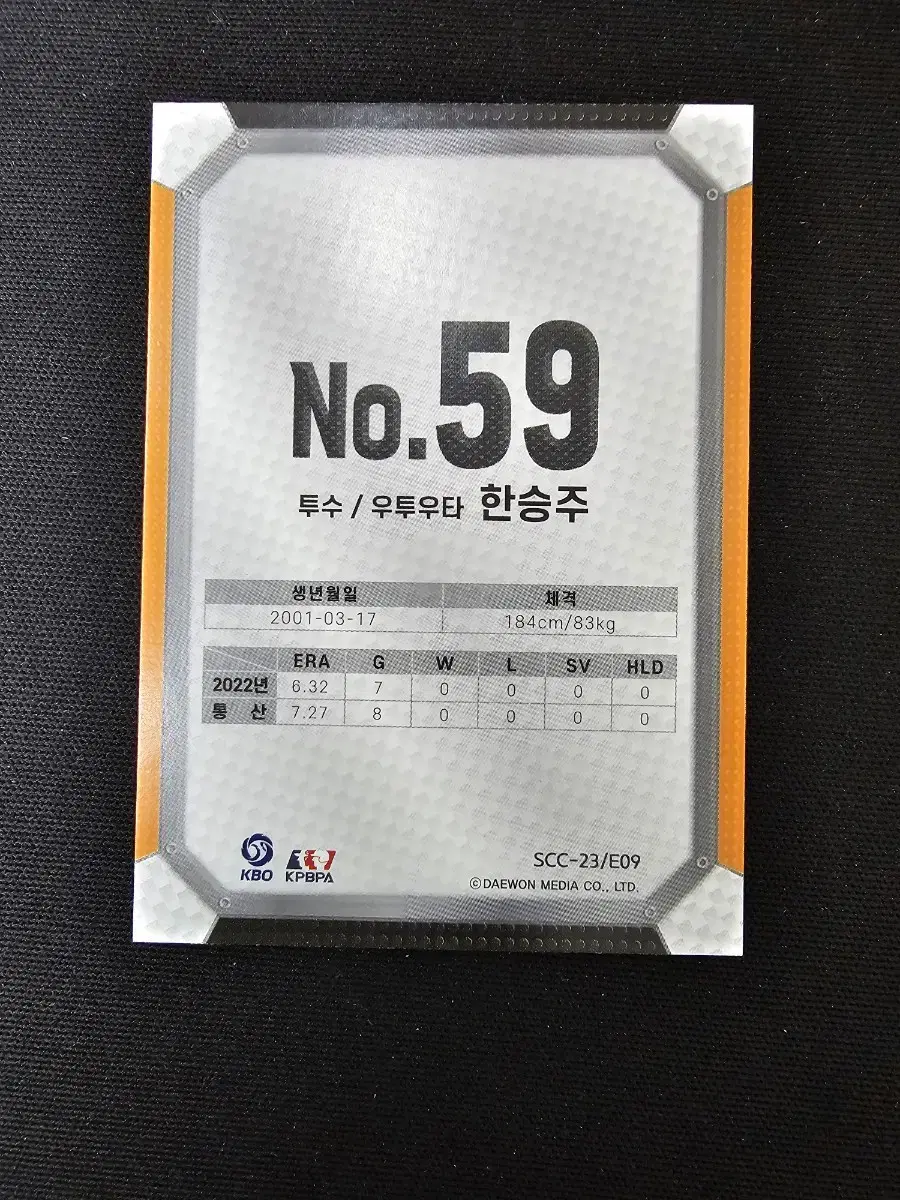 No.59
투수 / 우투우타 한승주
생년월일 체격
2001-03-17 184cm/83kg
ERA G W L SV HLD
2022년 6.32 7 0 0 0 0
통 산 7.27 8 0 0 0 0
KBO KPBPA
SCC-23/E09
©DAEWON MEDIA CO., LTD.